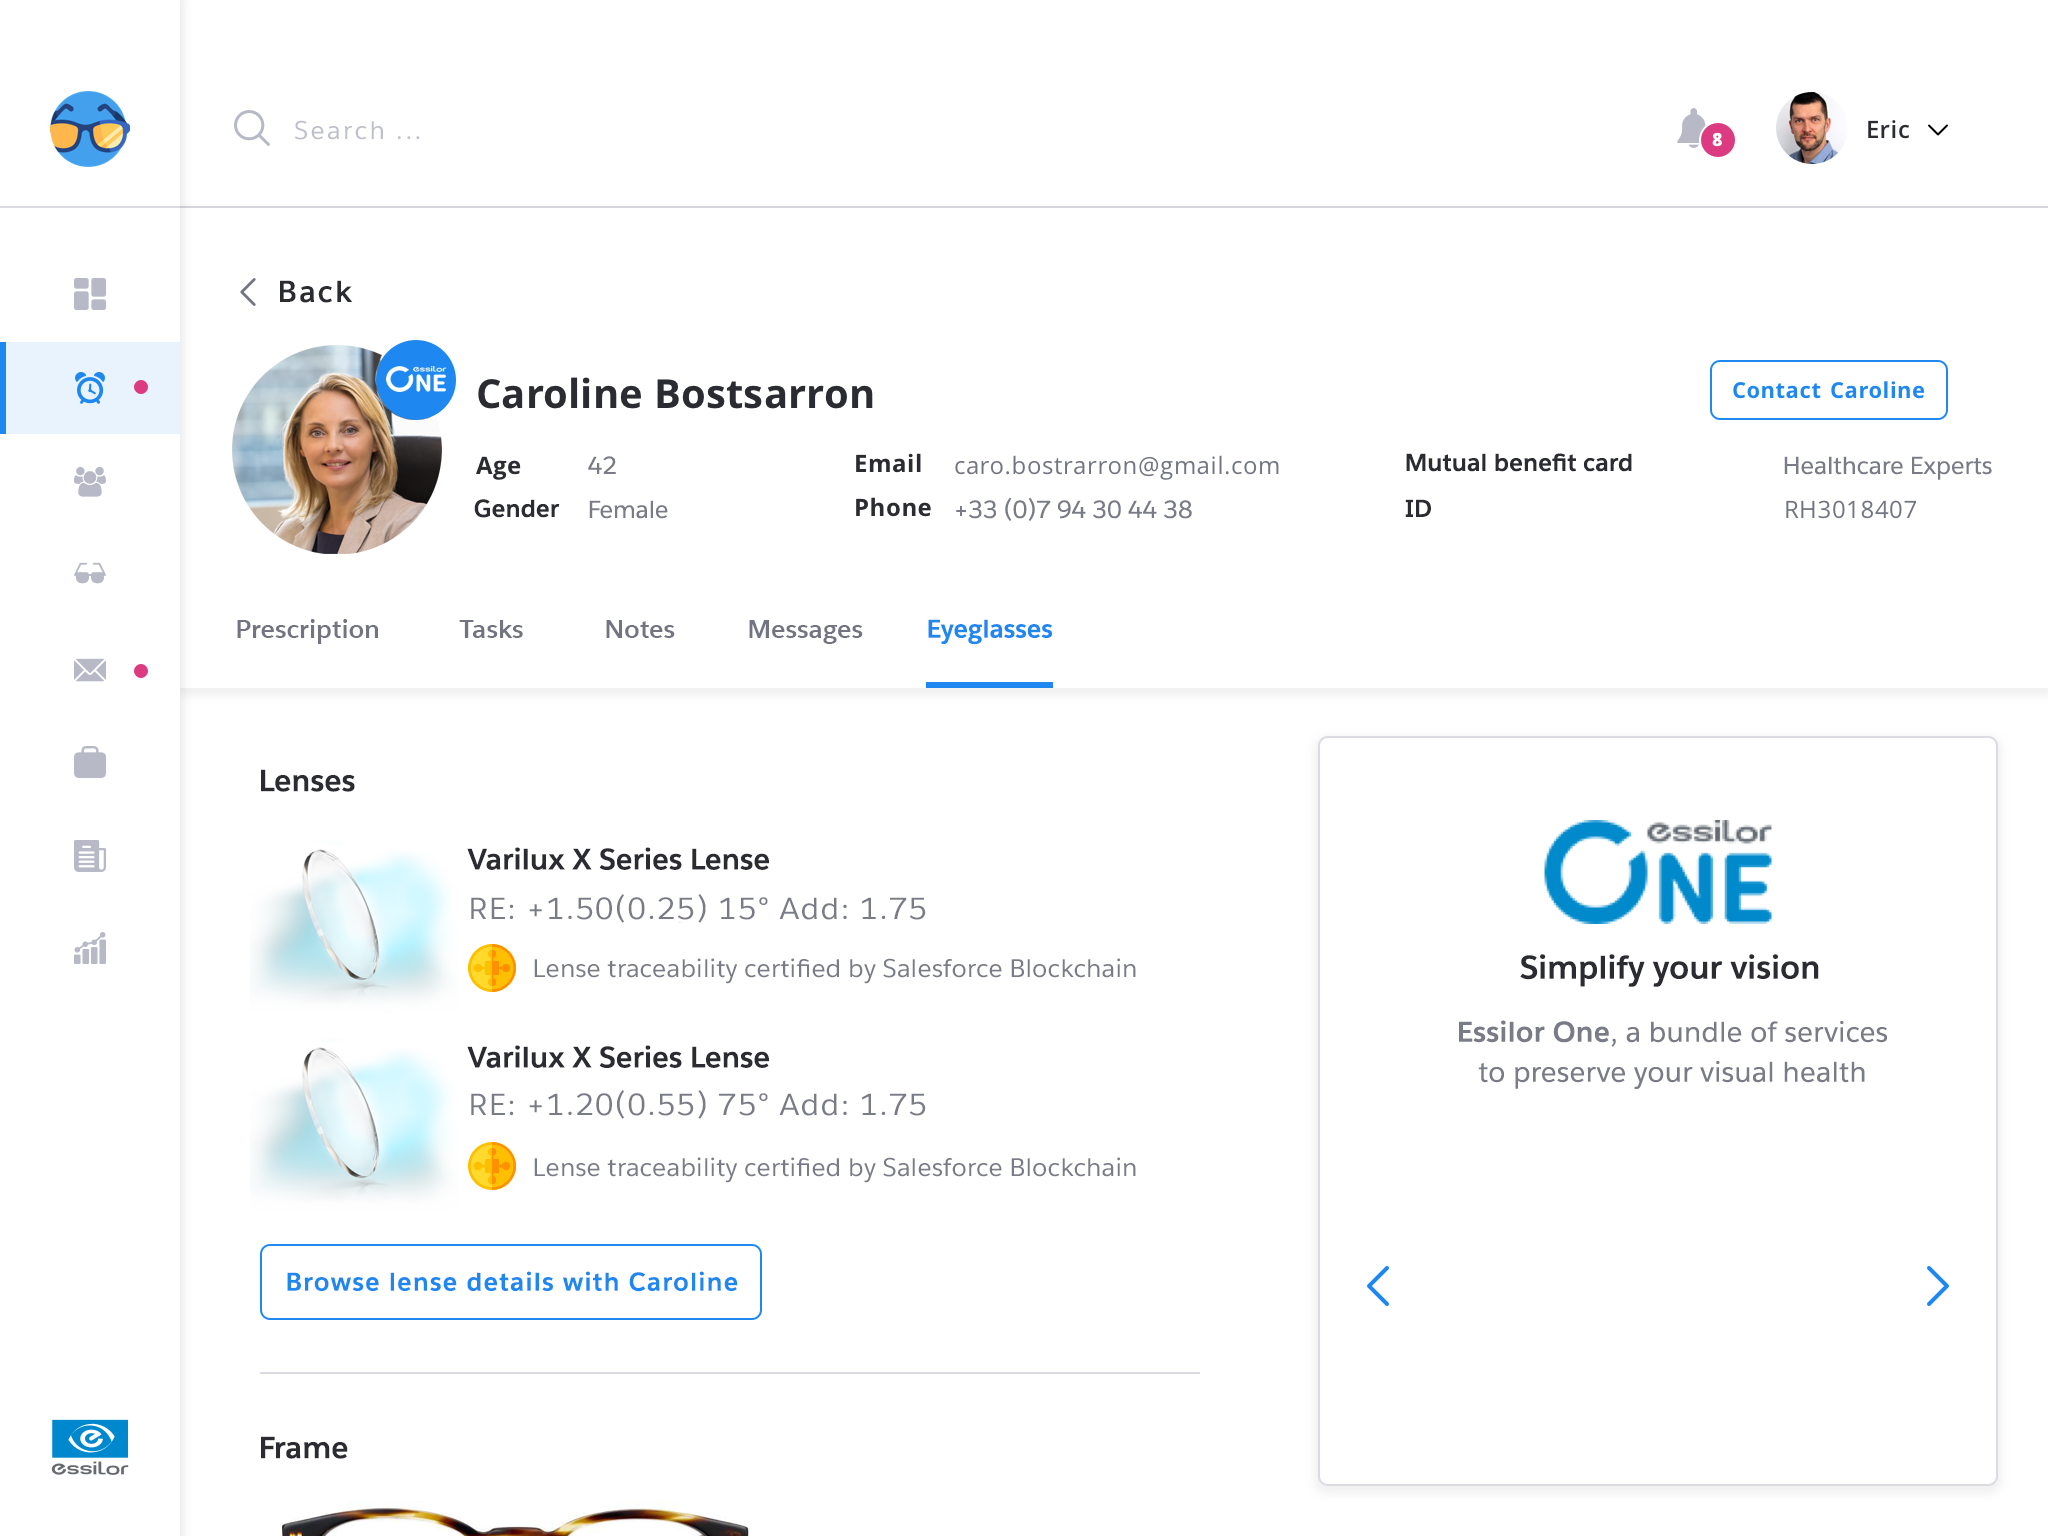 Search ...
8
Eric
Back
essilor
ONE
Caroline Bostsarron
Contact Caroline
Age 42
Email caro.bostrarron@gmail.com
Mutual benefit card Healthcare Experts
Gender Female
Phone +33 (0)7 94 30 44 38
ID RH3018407
Prescription Tasks Notes Messages Eyeglasses
Lenses
Varilux X Series Lense
RE: +1.50(0.25) 15° Add: 1.75
Lense traceability certified by Salesforce Blockchain
Varilux X Series Lense
RE: +1.20(0.55) 75° Add: 1.75
Lense traceability certified by Salesforce Blockchain
Browse lense details with Caroline
Frame
essilor
ONE
Simplify your vision
Essilor One, a bundle of services
to preserve your visual health
essilor